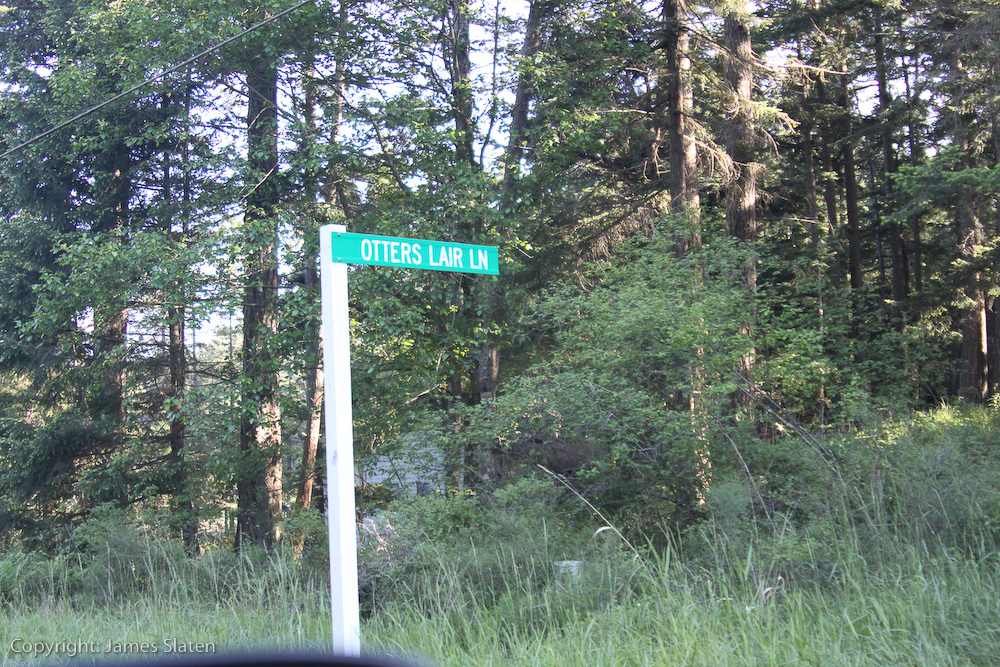 OTTERS LAIR LN
Copyright: James Slaten